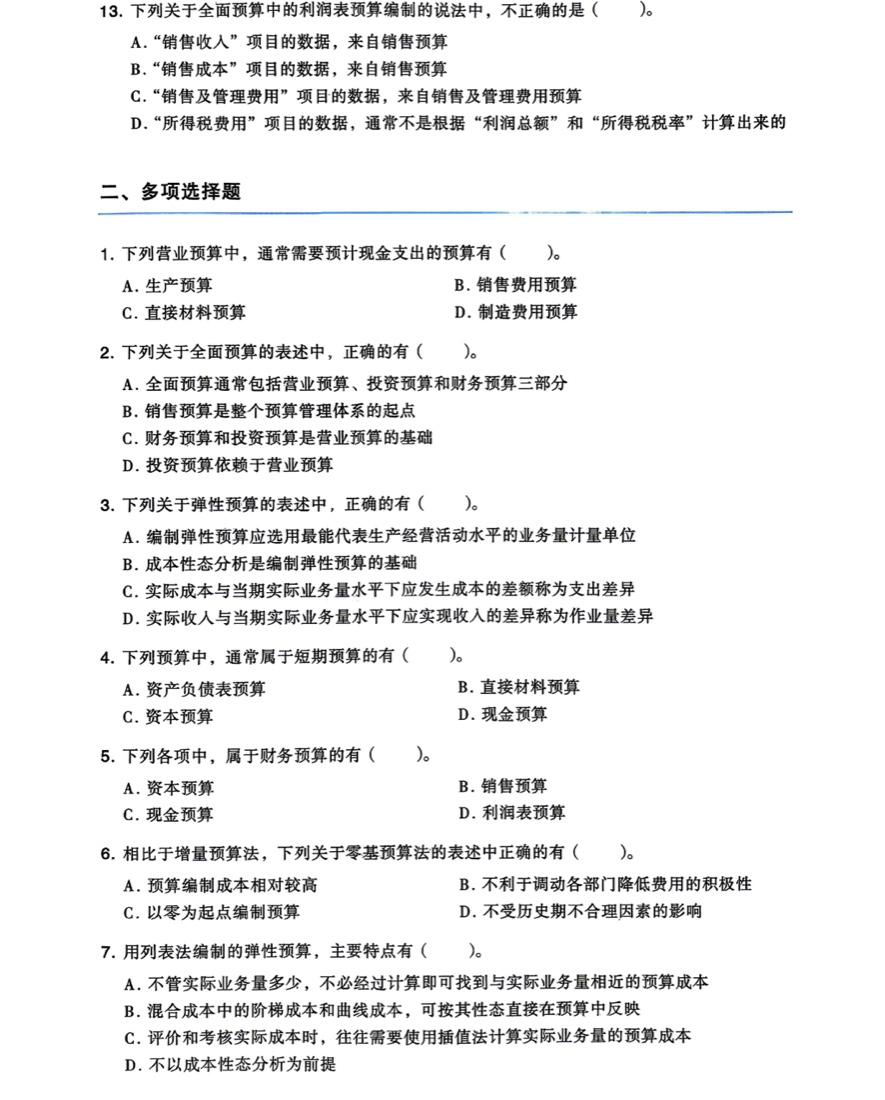 13. 下列关于全面预算中的利润表预算编制的说法中，不正确的是（　　）。
A. “销售收入”项目的数据，来自销售预算
B. “销售成本”项目的数据，来自销售预算
C. “销售及管理费用”项目的数据，来自销售及管理费用预算
D. “所得税费用”项目的数据，通常不是根据“利润总额”和“所得税税率”计算出来的
二、多项选择题
1. 下列营业预算中，通常需要预计现金支出的预算有（　　）。
A. 生产预算　　B. 销售费用预算
C. 直接材料预算　　D. 制造费用预算
2. 下列关于全面预算的表述中，正确的有（　　）。
A. 全面预算通常包括营业预算、投资预算和财务预算三部分
B. 销售预算是整个预算管理体系的起点
C. 财务预算和投资预算是营业预算的基础
D. 投资预算依赖于营业预算
3. 下列关于弹性预算的表述中，正确的有（　　）。
A. 编制弹性预算应选用最能代表生产经营活动水平的业务量计量单位
B. 成本性态分析是编制弹性预算的基础
C. 实际成本与当期实际业务量水平下应发生成本的差额称为支出差异
D. 实际收入与当期实际业务量水平下应实现收入的差异称为作业量差异
4. 下列预算中，通常属于短期预算的有（　　）。
A. 资产负债表预算　　B. 直接材料预算
C. 资本预算　　D. 现金预算
5. 下列各项中，属于财务预算的有（　　）。
A. 资本预算　　B. 销售预算
C. 现金预算　　D. 利润表预算
6. 相比于增量预算法，下列关于零基预算法的表述中正确的有（　　）。
A. 预算编制成本相对较高　　B. 不利于调动各部门降低费用的积极性
C. 以零为起点编制预算　　D. 不受历史期不合理因素的影响
7. 用列表法编制的弹性预算，主要特点有（　　）。
A. 不管实际业务量多少，不必经过计算即可找到与实际业务量相近的预算成本
B. 混合成本中的阶梯成本和曲线成本，可按其性态直接在预算中反映
C. 评价和考核实际成本时，往往需要使用插值法计算实际业务量的预算成本
D. 不以成本性态分析为前提